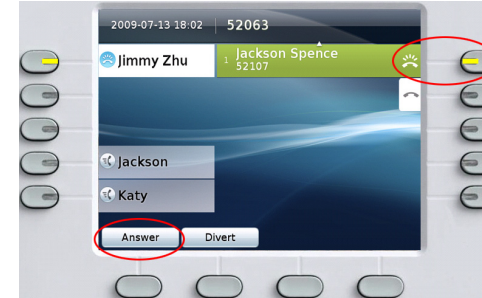 2009-07-13 18:02 52063
Jimmy Zhu
1 Jackson Spence
52107
Jackson
Katy
Answer Divert